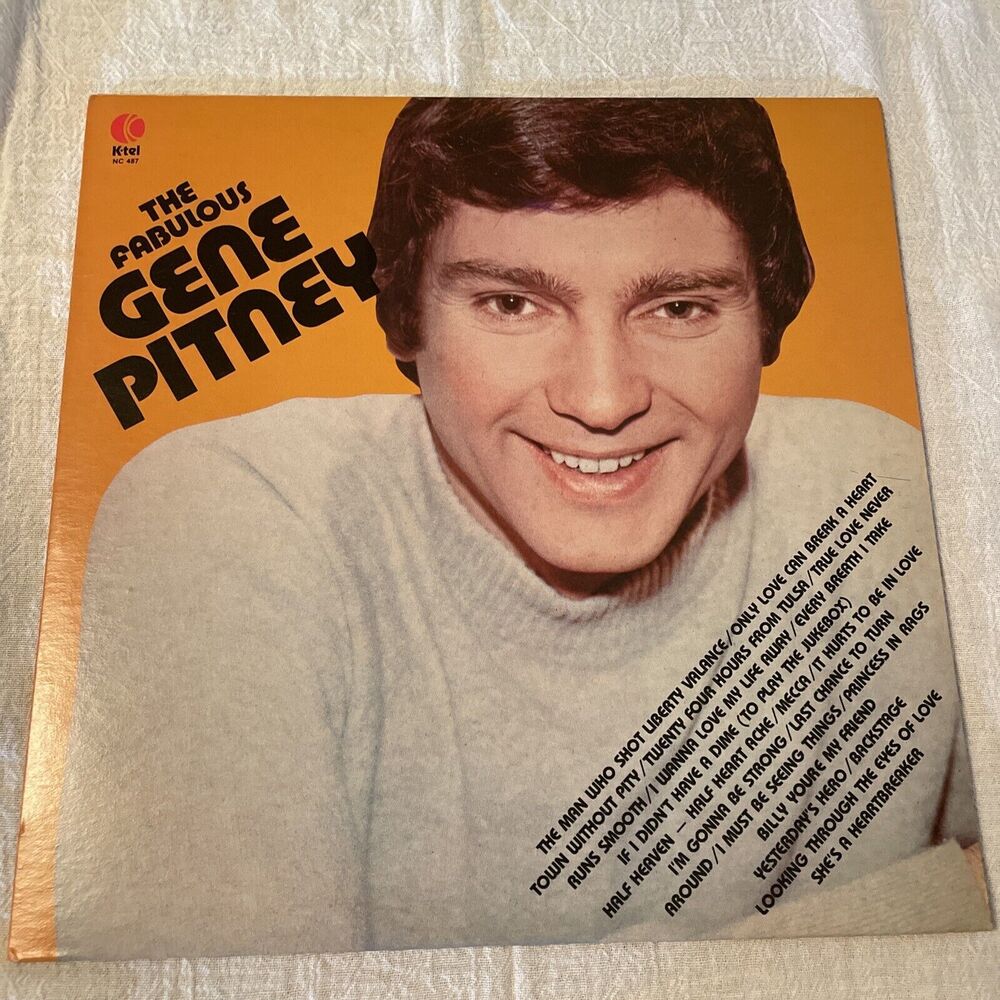 K-tel
NC 487
THE
FABULOUS
GENE
PITNEY
THE MAN WHO SHOT LIBERTY VALANCE/ONLY LOVE CAN BREAK A HEART
TOWN WITHOUT PITY/TWENTY FOUR HOURS FROM TULSA/TRUE LOVE NEVER
RUNS SMOOTH/I WANNA LOVE MY LIFE AWAY/EVERY BREATH I TAKE
IF I DIDN'T HAVE A DIME (TO PLAY THE JUKEBOX)
HALF HEAVEN – HALF HEART ACHE/MECCA/IT HURTS TO BE IN LOVE
I'M GONNA BE STRONG/LAST CHANCE TO TURN
AROUND/I MUST BE SEEING THINGS/PRINCESS IN RAGS
BILLY YOURE MY FRIEND
YESTERDAY'S HERO/BACKSTAGE
LOOKING THROUGH THE EYES OF LOVE
SHE'S A HEARTBREAKER